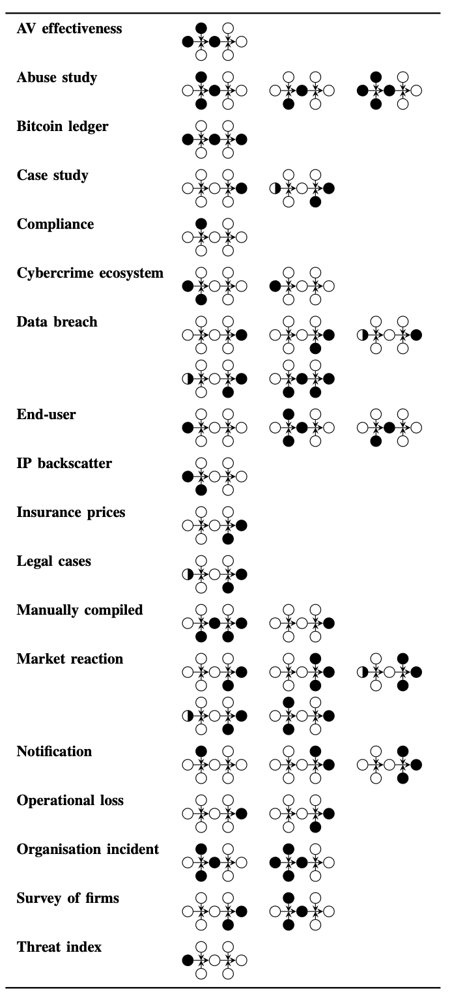 AV effectiveness
Abuse study
Bitcoin ledger
Case study
Compliance
Cybercrime ecosystem
Data breach
End-user
IP backscatter
Insurance prices
Legal cases
Manually compiled
Market reaction
Notification
Operational loss
Organisation incident
Survey of firms
Threat index